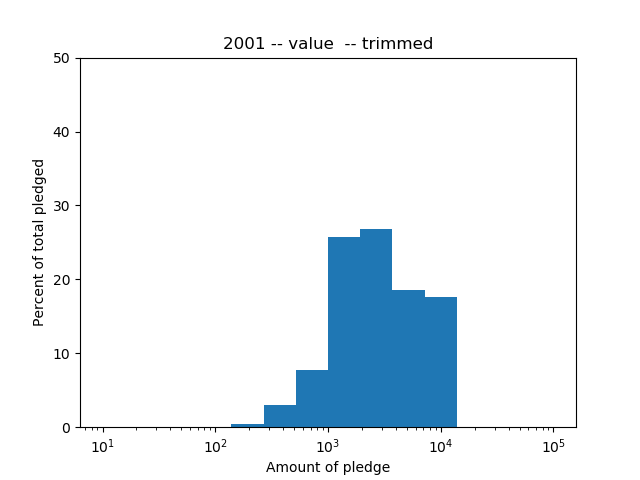 2001 -- value  -- trimmed
50
40
30
20
10
0
Percent of total pledged
10¹ 10² 10³ 10⁴ 10⁵
Amount of pledge